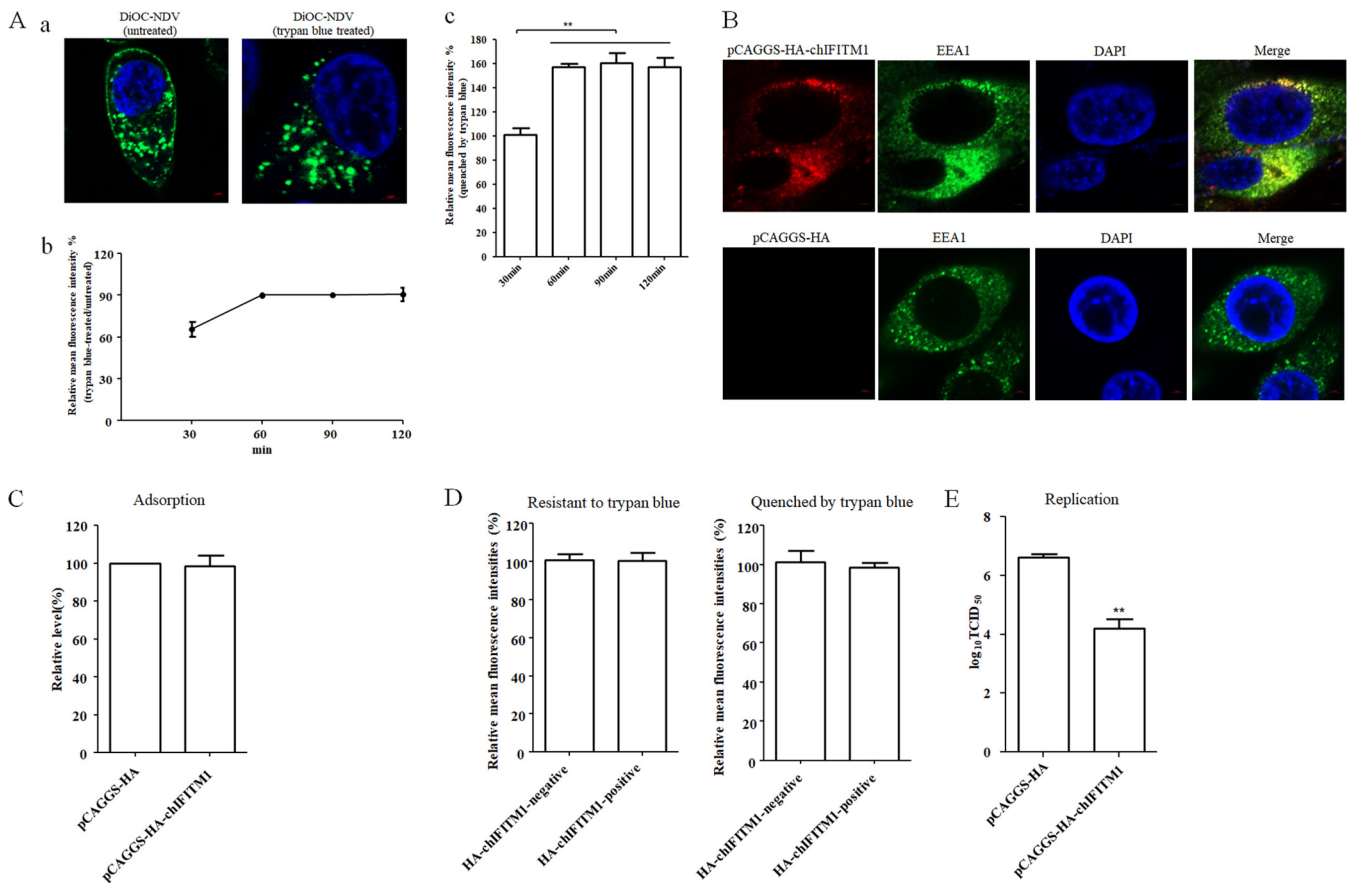 A
a
DiOC-NDV
(untreated)
DiOC-NDV
(trypan blue treated)
b
Relative mean fluorescence intensity %
(trypan blue-treated/untreated)
120
90
60
30
0
30
60
90
120
min
c
**
Relative mean fluorescence intensity %
(quenched by trypan blue)
180
160
140
120
100
80
60
40
20
0
30min
60min
90min
120min
B
pCAGGS-HA-chIFITM1
EEA1
DAPI
Merge
pCAGGS-HA
EEA1
DAPI
Merge
C
Adsorption
Relative level(%)
120
100
80
60
40
20
0
pCAGGS-HA
pCAGGS-HA-chIFITM1
D
Resistant to trypan blue
Relative mean fluorescence intensities (%)
120
100
80
60
40
20
0
HA-chIFITM1-negative
HA-chIFITM1-positive
Quenched by trypan blue
Relative mean fluorescence intensities (%)
120
100
80
60
40
20
0
HA-chIFITM1-negative
HA-chIFITM1-positive
E
Replication
log10TCID50
8
6
4
2
0
**
pCAGGS-HA
pCAGGS-HA-chIFITM1